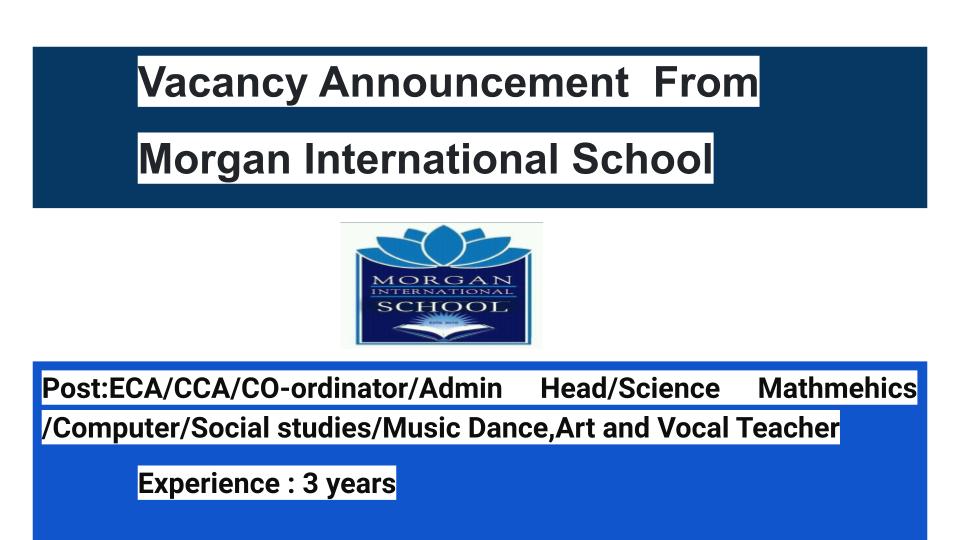 Vacancy Announcement  From
Morgan International School
MORGAN
INTERNATIONAL
SCHOOL
Post:ECA/CCA/CO-ordinator/Admin Head/Science Mathmehics
/Computer/Social studies/Music Dance,Art and Vocal Teacher
Experience : 3 years